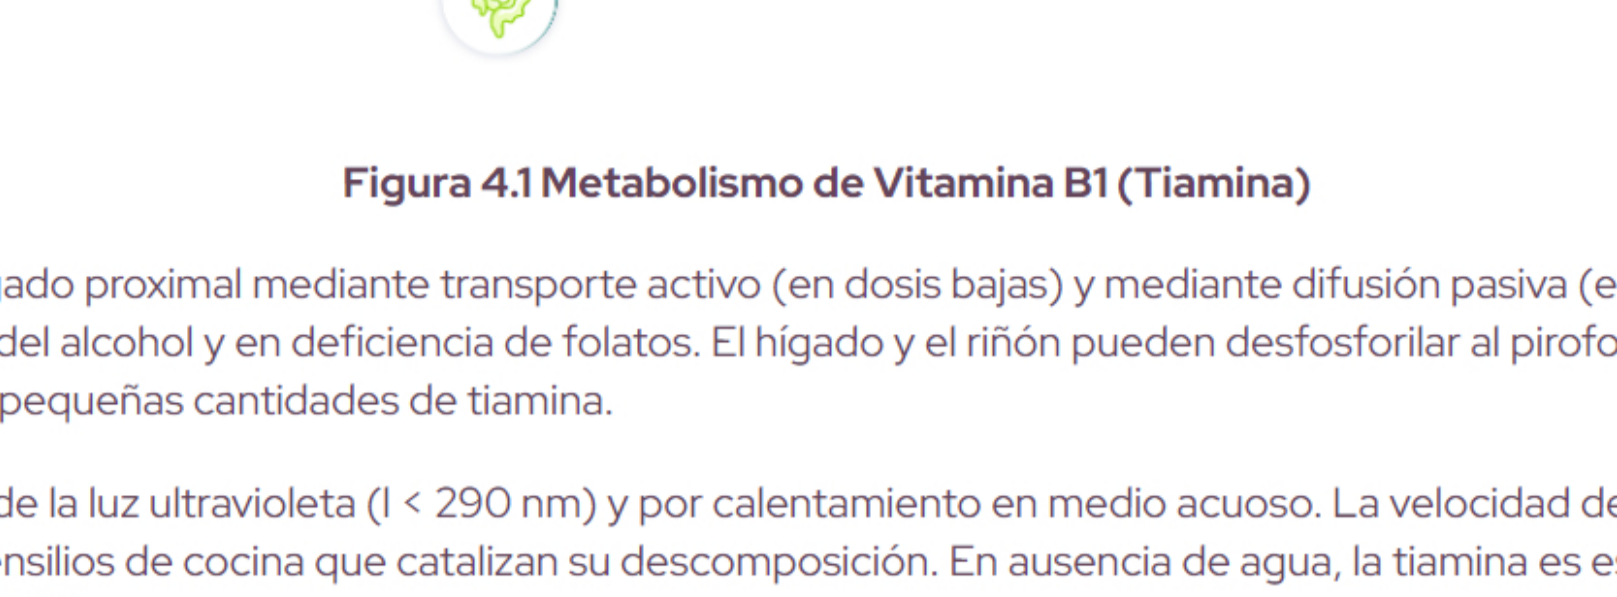 Figura 4.1 Metabolismo de Vitamina B1 (Tiamina)
gado proximal mediante transporte activo (en dosis bajas) y mediante difusión pasiva (e
del alcohol y en deficiencia de folatos. El hígado y el riñón pueden desfosforilar al pirofo
pequeñas cantidades de tiamina.
de la luz ultravioleta (l < 290 nm) y por calentamiento en medio acuoso. La velocidad de
ensilios de cocina que catalizan su descomposición. En ausencia de agua, la tiamina es es